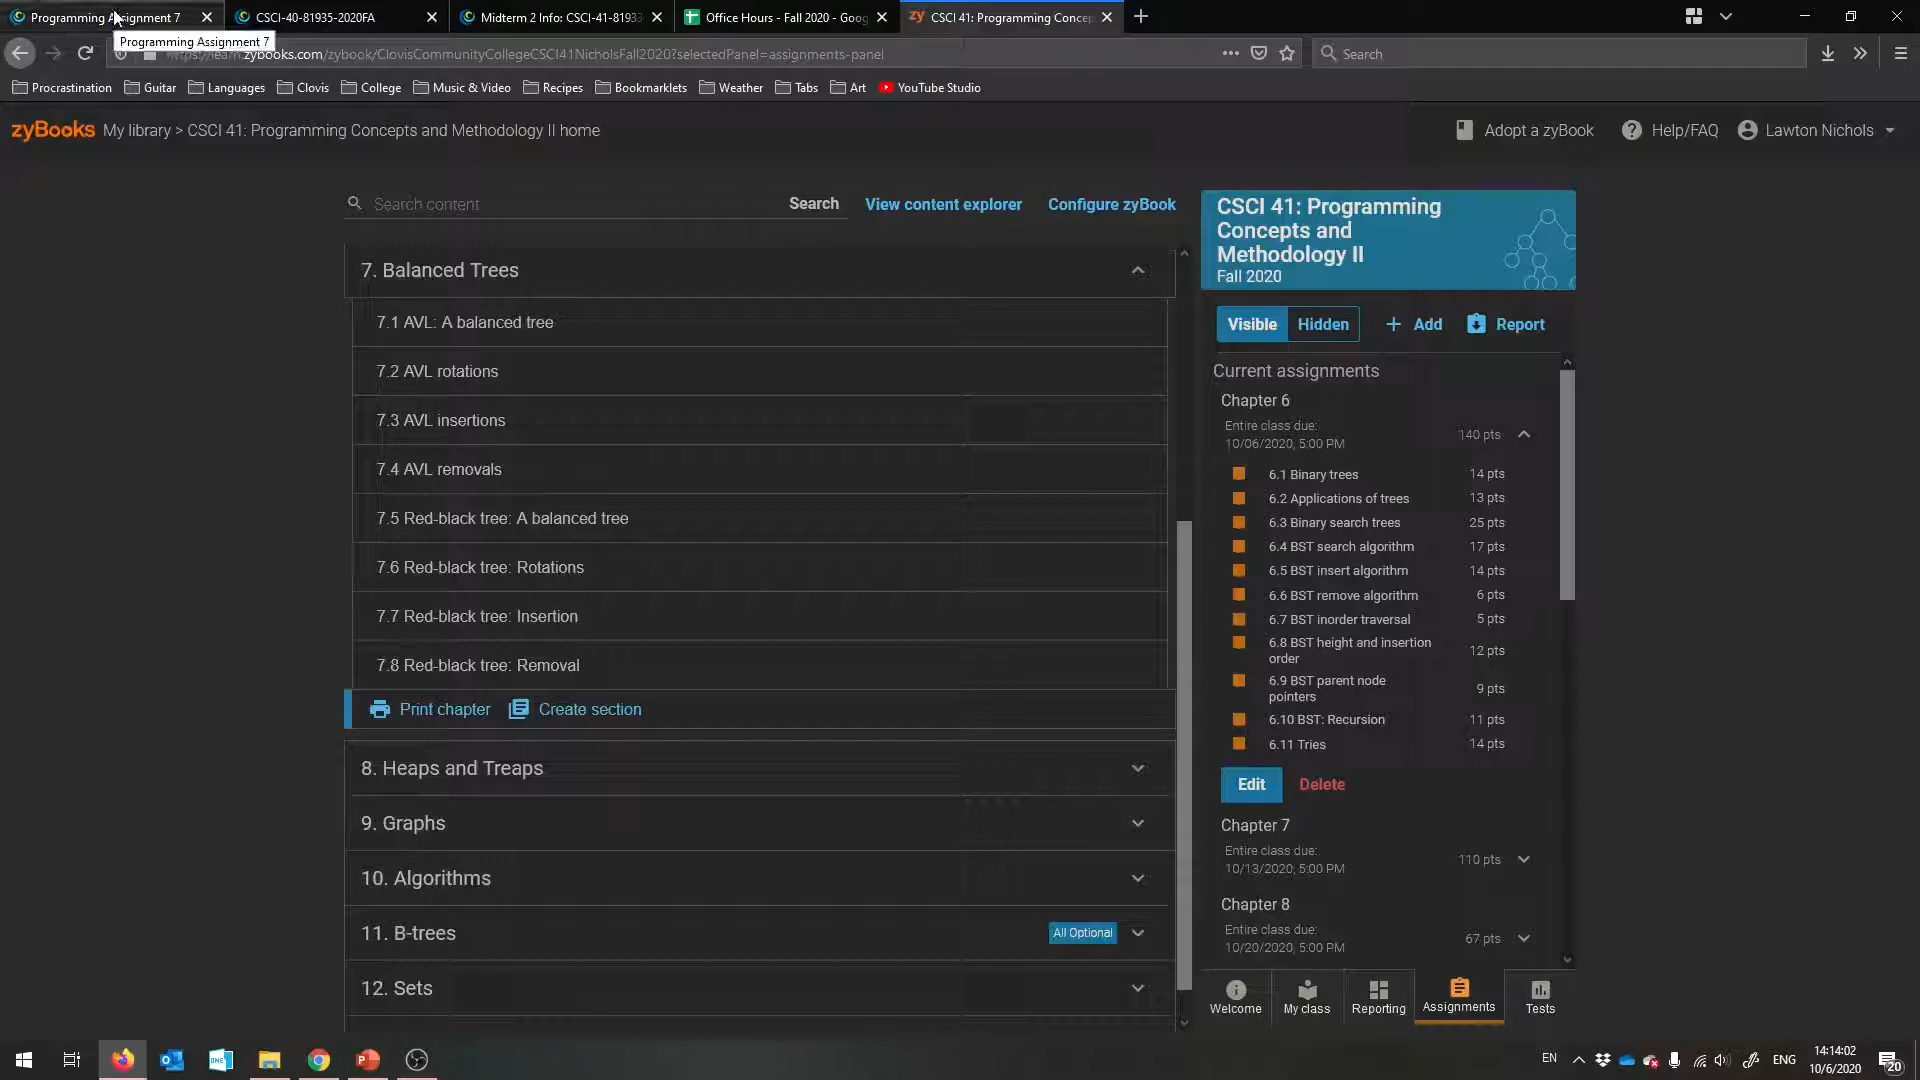 Programming Assignment 7
CSCI-40-81935-2020FA
Midterm 2 Info: CSCI-41-81933
Office Hours - Fall 2020 - Goog
CSCI 41: Programming Concep
Programming Assignment 7
zybooks.com/zybook/ClovisCommunityCollegeCSCI41NicholsFall2020?selectedPanel=assignments-panel
Search
Procrastination
Guitar
Languages
Clovis
College
Music & Video
Recipes
Bookmarklets
Weather
Tabs
Art
YouTube Studio
zyBooks My library > CSCI 41: Programming Concepts and Methodology II home
Adopt a zyBook
Help/FAQ
Lawton Nichols
Search content
Search
View content explorer
Configure zyBook
7. Balanced Trees
7.1 AVL: A balanced tree
7.2 AVL rotations
7.3 AVL insertions
7.4 AVL removals
7.5 Red-black tree: A balanced tree
7.6 Red-black tree: Rotations
7.7 Red-black tree: Insertion
7.8 Red-black tree: Removal
Print chapter
Create section
8. Heaps and Treaps
9. Graphs
10. Algorithms
11. B-trees
All Optional
12. Sets
CSCI 41: Programming
Concepts and
Methodology II
Fall 2020
Visible
Hidden
+ Add
Report
Current assignments
Chapter 6
Entire class due:
10/06/2020, 5:00 PM
140 pts
6.1 Binary trees 14 pts
6.2 Applications of trees 13 pts
6.3 Binary search trees 25 pts
6.4 BST search algorithm 17 pts
6.5 BST insert algorithm 14 pts
6.6 BST remove algorithm 6 pts
6.7 BST inorder traversal 5 pts
6.8 BST height and insertion
order
12 pts
6.9 BST parent node
pointers
9 pts
6.10 BST: Recursion 11 pts
6.11 Tries 14 pts
Edit
Delete
Chapter 7
Entire class due:
10/13/2020, 5:00 PM
110 pts
Chapter 8
Entire class due:
10/20/2020, 5:00 PM
67 pts
Welcome
My class
Reporting
Assignments
Tests
EN
ENG
14:14:02
10/6/2020
20